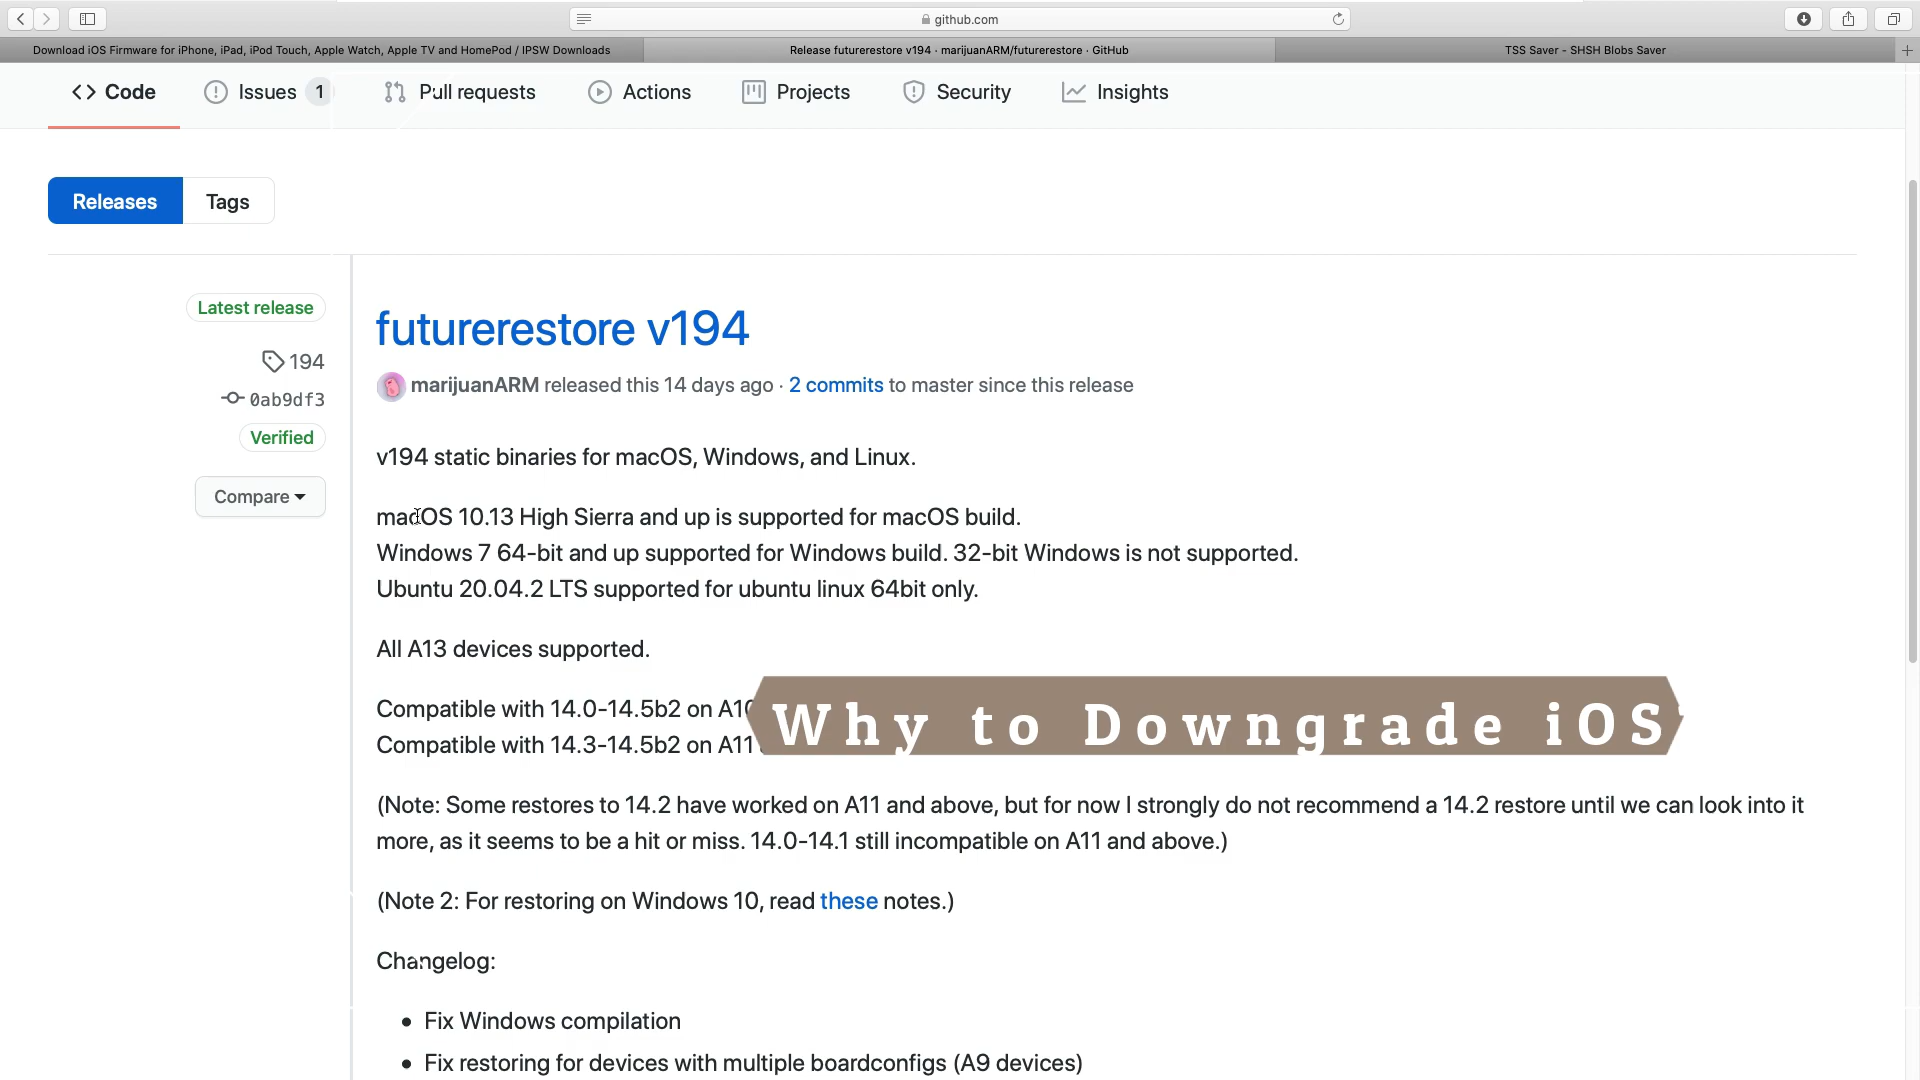 github.com
Download iOS Firmware for iPhone, iPad, iPod Touch, Apple Watch, Apple TV and HomePod / IPSW Downloads
Release futurerestore v194 · marijuanARM/futurerestore · GitHub
TSS Saver - SHSH Blobs Saver
Code
Issues 1
Pull requests
Actions
Projects
Security
Insights
Releases
Tags
Latest release
194
0ab9df3
Verified
Compare
futurerestore v194
marijuanARM released this 14 days ago · 2 commits to master since this release
v194 static binaries for macOS, Windows, and Linux.
macOS 10.13 High Sierra and up is supported for macOS build.
Windows 7 64-bit and up supported for Windows build. 32-bit Windows is not supported.
Ubuntu 20.04.2 LTS supported for ubuntu linux 64bit only.
All A13 devices supported.
Compatible with 14.0-14.5b2 on A10
Compatible with 14.3-14.5b2 on A11
Why to Downgrade iOS
(Note: Some restores to 14.2 have worked on A11 and above, but for now I strongly do not recommend a 14.2 restore until we can look into it
more, as it seems to be a hit or miss. 14.0-14.1 still incompatible on A11 and above.)
(Note 2: For restoring on Windows 10, read these notes.)
Changelog:
• Fix Windows compilation
• Fix restoring for devices with multiple boardconfigs (A9 devices)